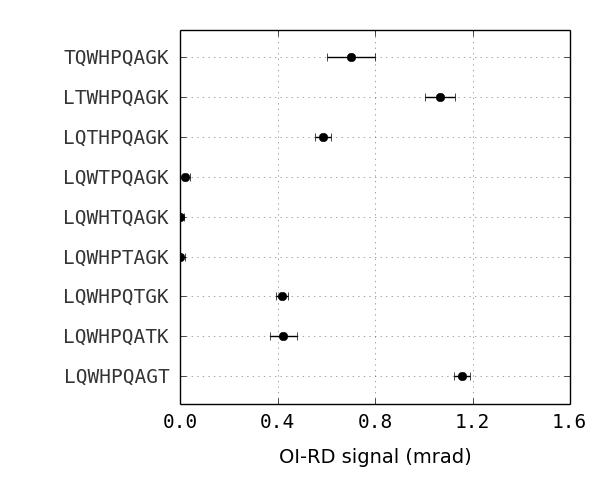 TQWHPQAGK
LTWHPQAGK
LQTHPQAGK
LQWTPQAGK
LQWHTQAGK
LQWHPTAGK
LQWHPQTGK
LQWHPQATK
LQWHPQAGT
0.0 0.4 0.8 1.2 1.6
OI-RD signal (mrad)